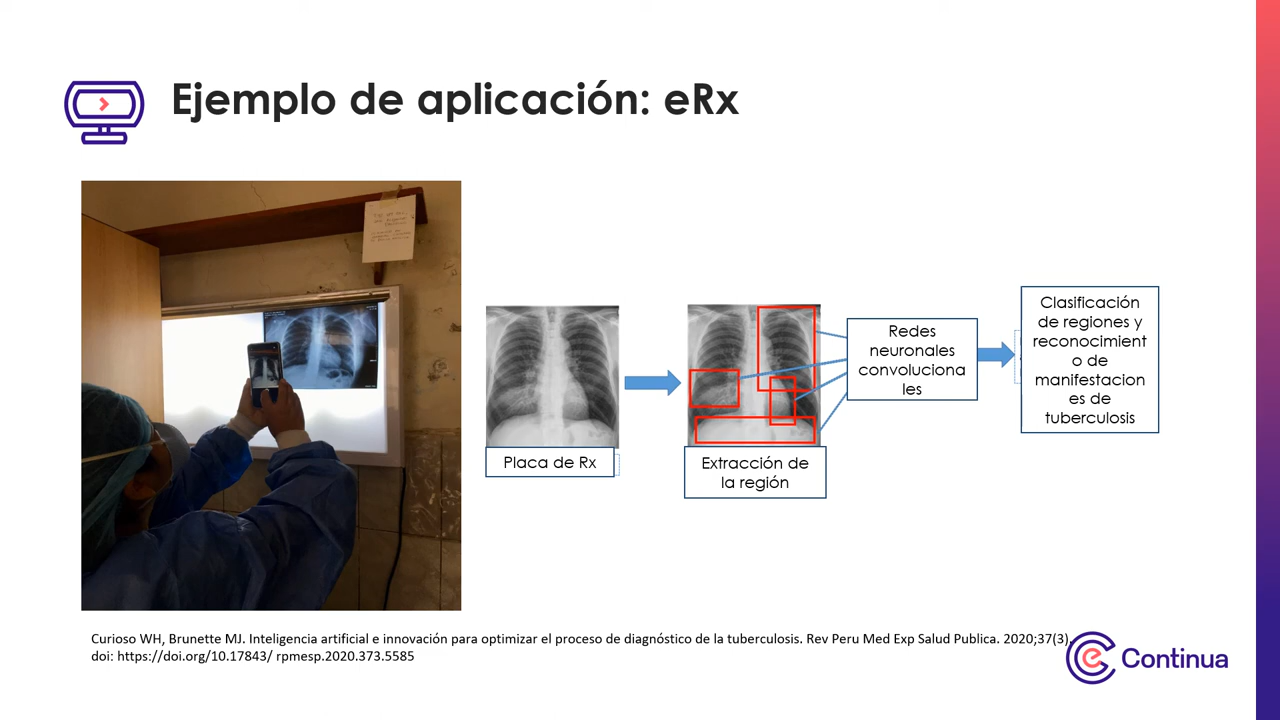 Ejemplo de aplicación: eRx
Placa de Rx
Extracción de
la región
Redes
neuronales
convoluciona
les
Clasificación
de regiones y
reconocimient
o de
manifestacion
es de
tuberculosis
Curioso WH, Brunette MJ. Inteligencia artificial e innovación para optimizar el proceso de diagnóstico de la tuberculosis. Rev Peru Med Exp Salud Publica. 2020;37(3).
doi: https://doi.org/10.17843/ rpmesp.2020.373.5585
Continua